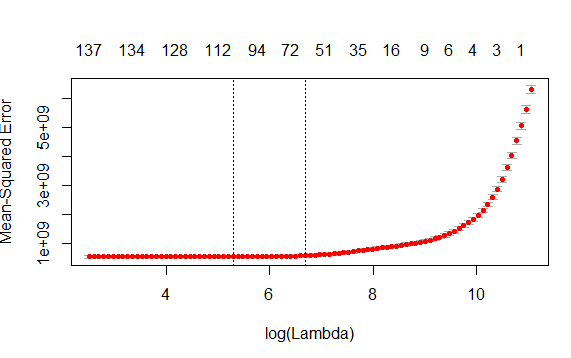 137 134 128 112 94 72 51 35 16 9 6 4 3 1
Mean-Squared Error
5e+09
3e+09
1e+09
4 6 8 10
log(Lambda)